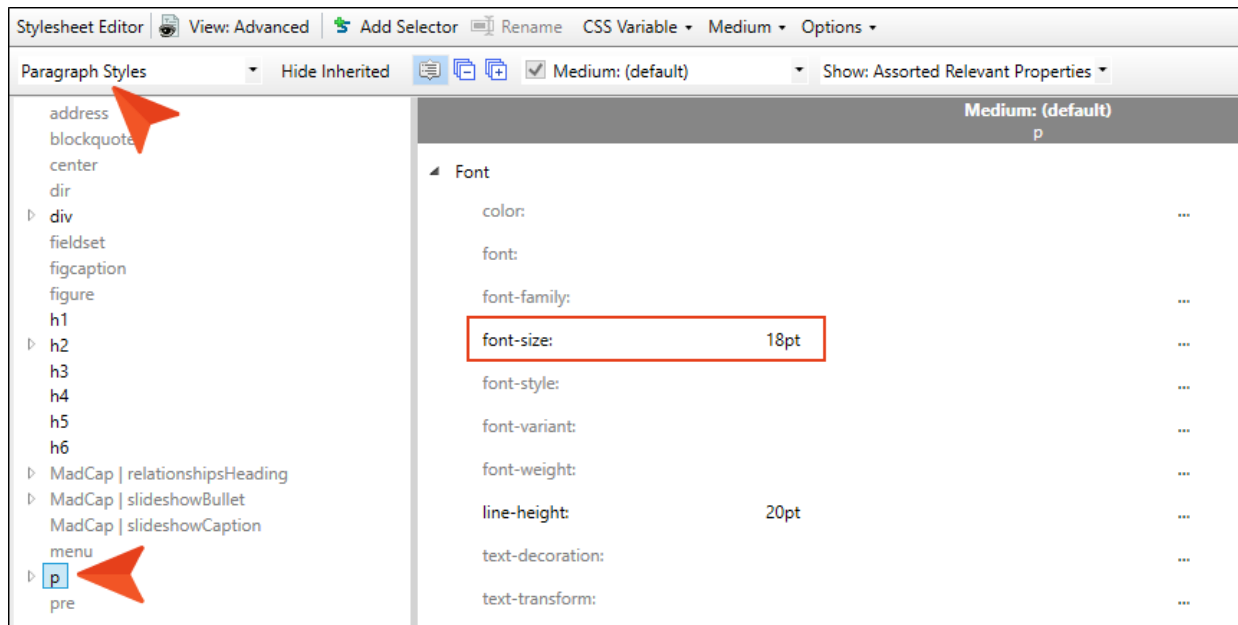 Stylesheet Editor View: Advanced Add Selector Rename CSS Variable Medium Options
Paragraph Styles Hide Inherited Medium: (default) Show: Assorted Relevant Properties
address
blockquote
center
dir
div
fieldset
figcaption
figure
h1
h2
h3
h4
h5
h6
MadCap | relationshipsHeading
MadCap | slideshowBullet
MadCap | slideshowCaption
menu
p
pre
Medium: (default)
p
Font
color: ...
font:
font-family: ...
font-size: 18pt ...
font-style: ...
font-variant: ...
font-weight: ...
line-height: 20pt ...
text-decoration: ...
text-transform: ...